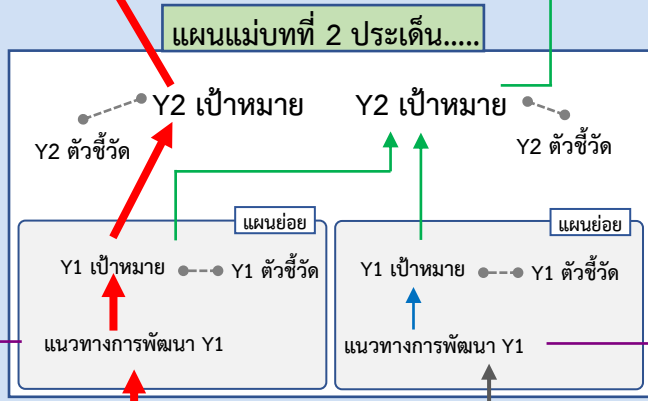 แผนแม่บทที่ 2 ประเด็น.....
Y2 เป้าหมาย
Y2 เป้าหมาย
Y2 ตัวชี้วัด
Y2 ตัวชี้วัด
แผนย่อย
แผนย่อย
Y1 เป้าหมาย
Y1 ตัวชี้วัด
Y1 เป้าหมาย
Y1 ตัวชี้วัด
แนวทางการพัฒนา Y1
แนวทางการพัฒนา Y1